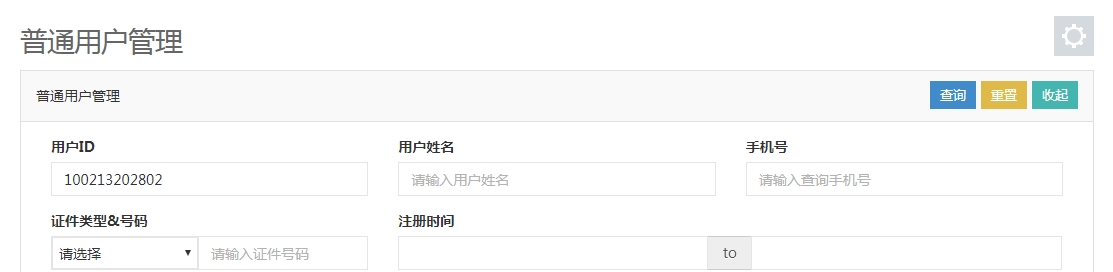 普通用户管理
普通用户管理 查询 重置 收起
用户ID 用户姓名 手机号
100213202802 请输入用户姓名 请输入查询手机号
证件类型&号码 注册时间
请选择 请输入证件号码 to